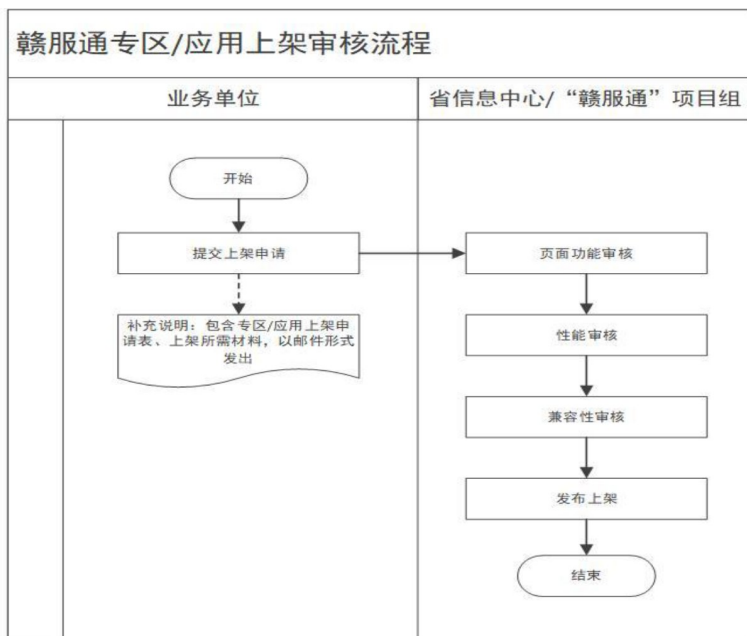 赣服通专区/应用上架审核流程
业务单位
省信息中心/“赣服通”项目组
开始
提交上架申请
补充说明：包含专区/应用上架申
请表、上架所需材料，以邮件形式
发出
页面功能审核
性能审核
兼容性审核
发布上架
结束